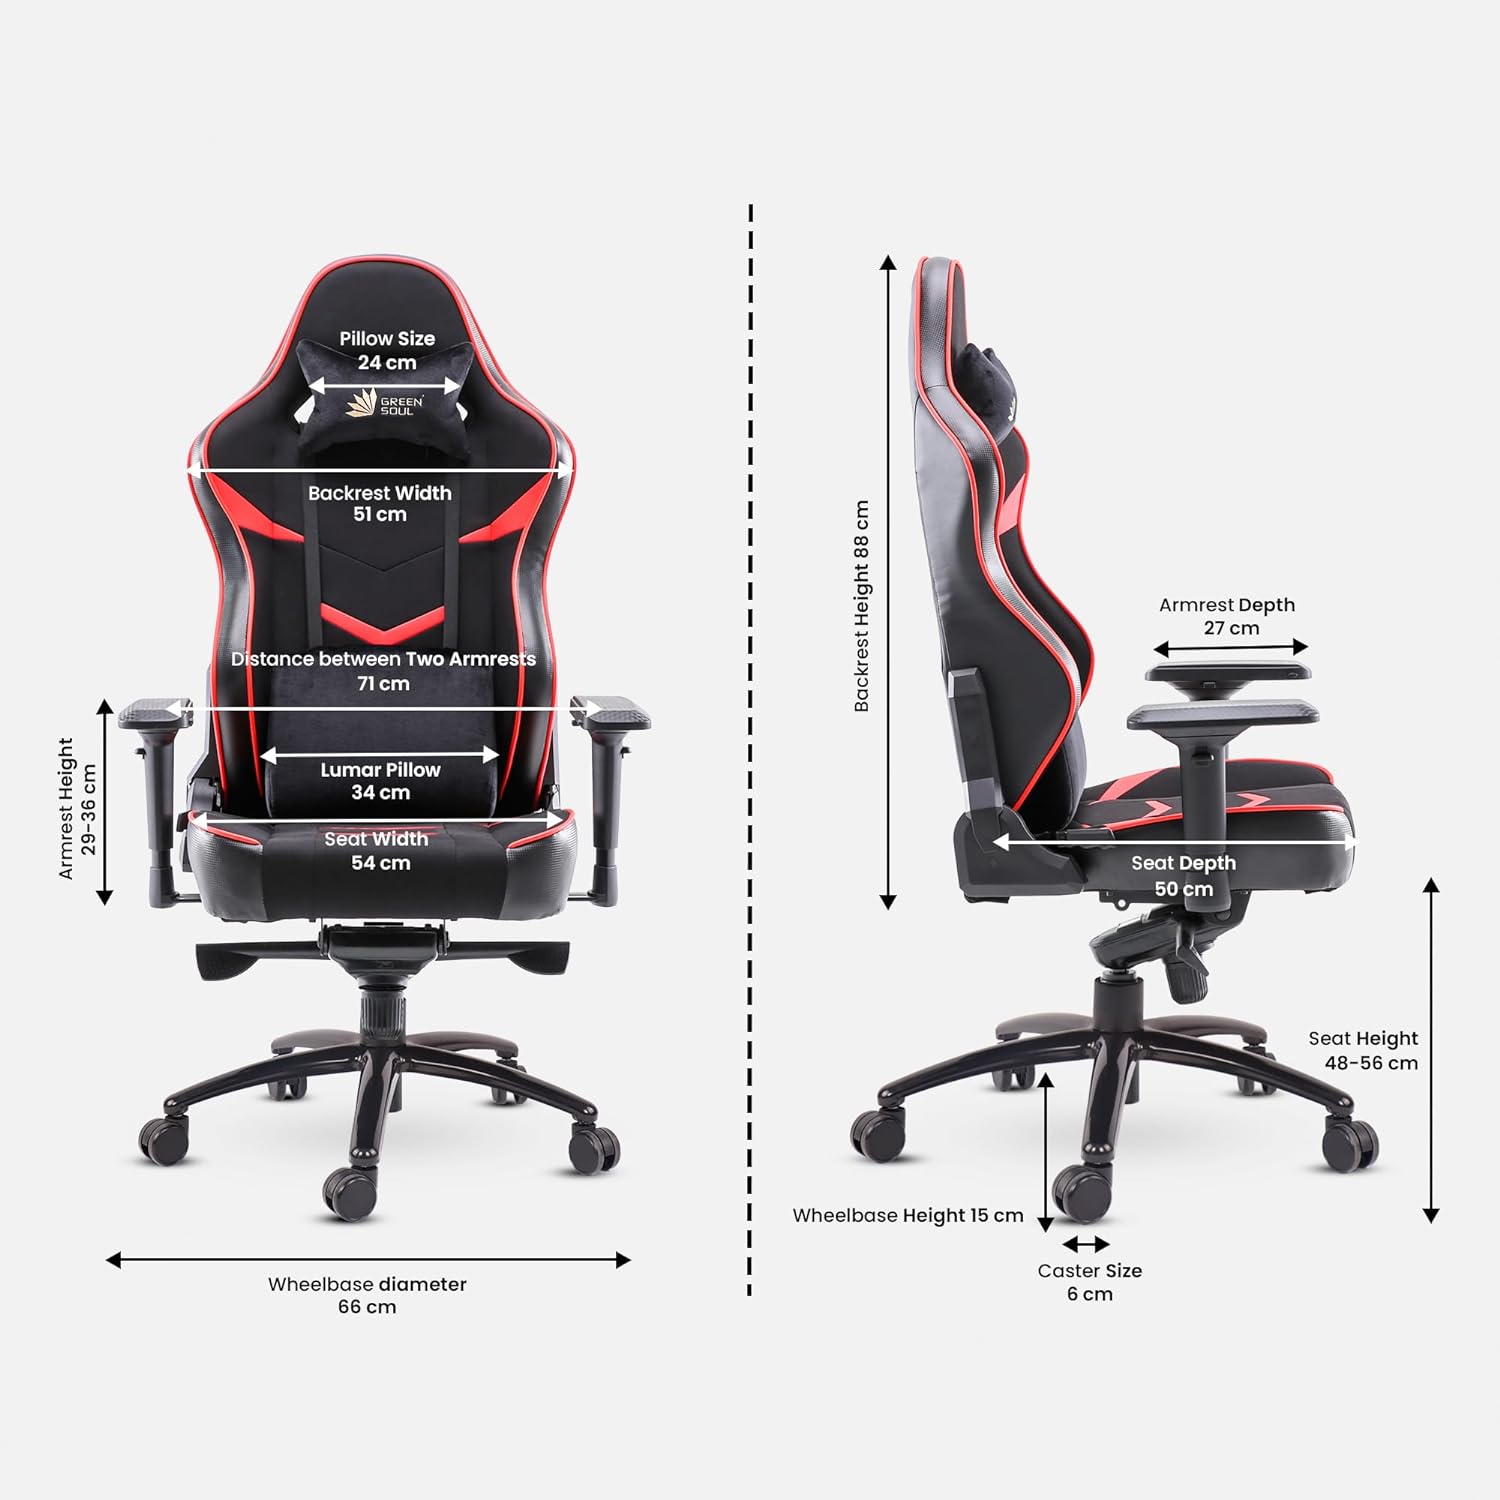 Pillow Size
24 cm
GREEN
SOUL
Backrest Width
51 cm
Distance between Two Armrests
71 cm
Lumar Pillow
34 cm
Seat Width
54 cm
Armrest Height
29-36 cm
Wheelbase diameter
66 cm
Backrest Height 88 cm
Armrest Depth
27 cm
Seat Depth
50 cm
Seat Height
48-56 cm
Wheelbase Height 15 cm
Caster Size
6 cm